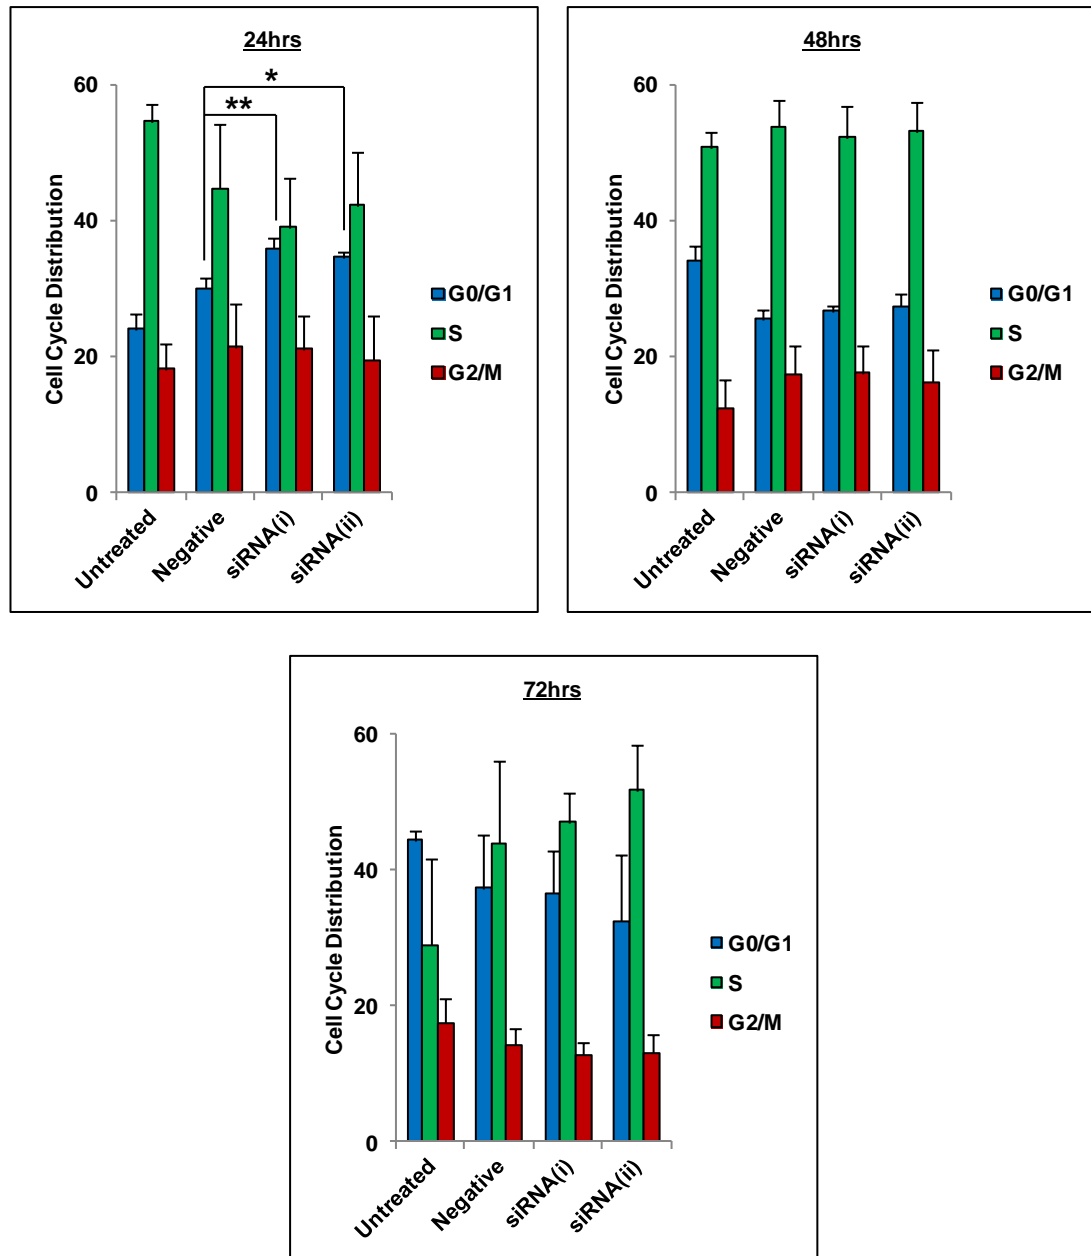 24hrs
60
40
20
0
Cell Cycle Distribution
*
**
Untreated
Negative
siRNA(i)
siRNA(ii)
G0/G1
S
G2/M
48hrs
60
40
20
0
Cell Cycle Distribution
Untreated
Negative
siRNA(i)
siRNA(ii)
G0/G1
S
G2/M
72hrs
60
40
20
0
Cell Cycle Distribution
Untreated
Negative
siRNA(i)
siRNA(ii)
G0/G1
S
G2/M